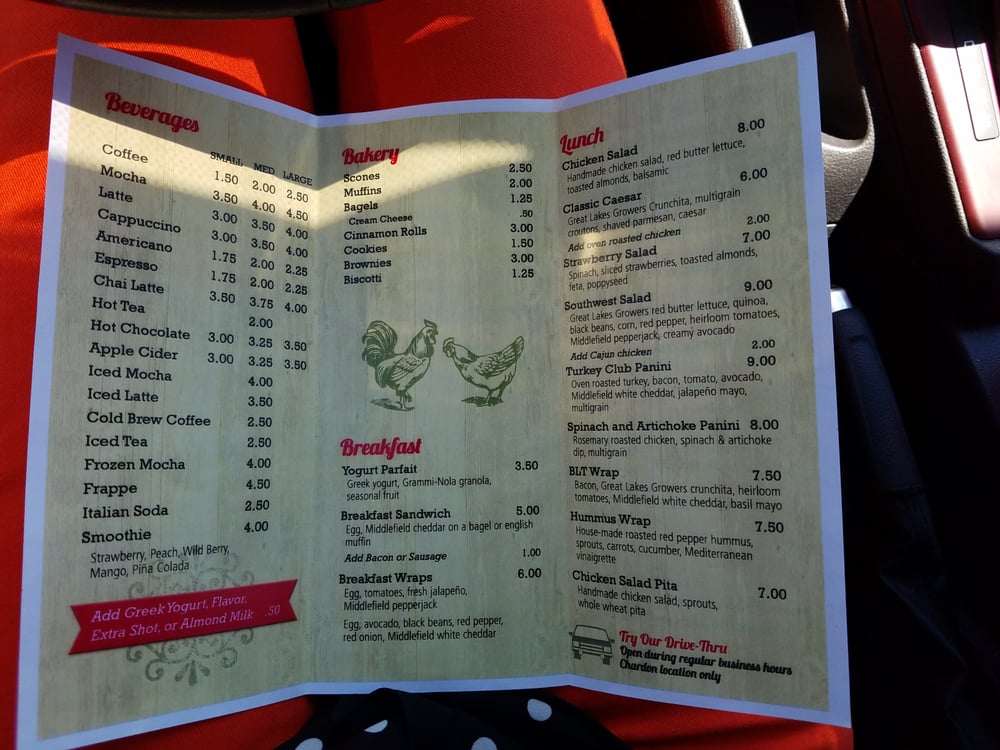 Beverages
SMALL MED LARGE
Coffee 1.50 2.00 2.50
Mocha 3.50 4.00 4.50
Latte 3.00 3.50 4.00
Cappuccino 3.00 3.50 4.00
Americano 1.75 2.00 2.25
Espresso 1.75 2.00 2.25
Chai Latte 3.50 3.75 4.00
Hot Tea 2.00
Hot Chocolate 3.00 3.25 3.50
Apple Cider 3.00 3.25 3.50
Iced Mocha 4.00
Iced Latte 3.50
Cold Brew Coffee 2.50
Iced Tea 2.50
Frozen Mocha 4.00
Frappe 4.50
Italian Soda 2.50
Smoothie 4.00
Strawberry, Peach, Wild Berry,
Mango, Piña Colada
Add Greek Yogurt, Flavor,
Extra Shot, or Almond Milk .50
Bakery
Scones 2.50
Muffins 2.00
Bagels 1.25
Cream Cheese .50
Cinnamon Rolls 3.00
Cookies 1.50
Brownies 3.00
Biscotti 1.25
Breakfast
Yogurt Parfait 3.50
Greek yogurt, Grammi-Nola granola,
seasonal fruit
Breakfast Sandwich 5.00
Egg, Middlefield cheddar on a bagel or english
muffin
Add Bacon or Sausage 1.00
Breakfast Wraps 6.00
Egg, tomatoes, fresh jalapeño,
Middlefield pepperjack
Egg, avocado, black beans, red pepper,
red onion, Middlefield white cheddar
Lunch
Chicken Salad 8.00
Handmade chicken salad, red butter lettuce,
toasted almonds, balsamic
Classic Caesar 6.00
Great Lakes Growers Crunchita, multigrain
croutons, shaved parmesan, caesar
Add oven roasted chicken 2.00
Strawberry Salad 7.00
Spinach, sliced strawberries, toasted almonds,
feta, poppyseed
Southwest Salad 9.00
Great Lakes Growers red butter lettuce, quinoa,
black beans, corn, red pepper, heirloom tomatoes,
Middlefield pepperjack, creamy avocado
Add Cajun chicken 2.00
Turkey Club Panini 9.00
Oven roasted turkey, bacon, tomato, avocado,
Middlefield white cheddar, jalapeño mayo,
multigrain
Spinach and Artichoke Panini 8.00
Rosemary roasted chicken, spinach & artichoke
dip, multigrain
BLT Wrap 7.50
Bacon, Great Lakes Growers crunchita, heirloom
tomatoes, Middlefield white cheddar, basil mayo
Hummus Wrap 7.50
House-made roasted red pepper hummus,
sprouts, carrots, cucumber, Mediterranean
vinaigrette
Chicken Salad Pita 7.00
Handmade chicken salad, sprouts,
whole wheat pita
Try Our Drive-Thru
Open during regular business hours
Chardon location only